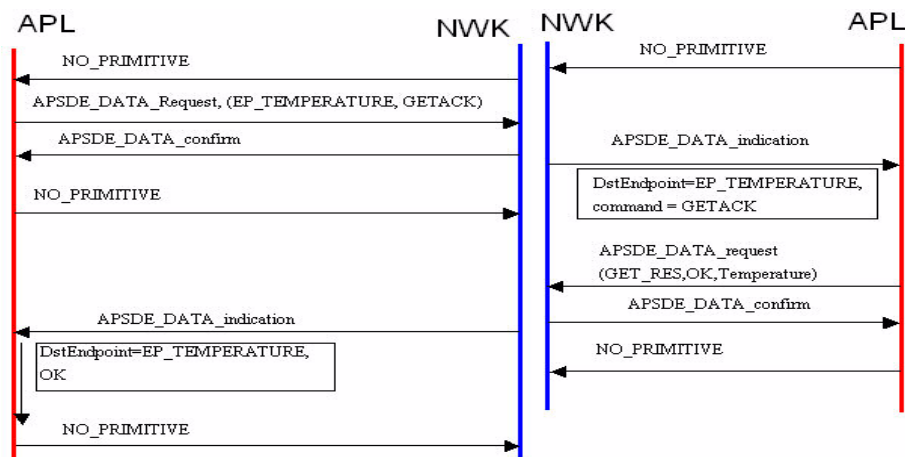 APL
NWK
NO_PRIMITIVE
APSDE_DATA_Request, (EP_TEMPERATURE, GETACK)
APSDE_DATA_confirm
NO_PRIMITIVE
APSDE_DATA_indication
DstEndpoint=EP_TEMPERATURE,
OK
NO_PRIMITIVE
NWK
APL
NO_PRIMITIVE
APSDE_DATA_indication
DstEndpoint=EP_TEMPERATURE,
command = GETACK
APSDE_DATA_request
(GET_RES,OK,Temperature)
APSDE_DATA_confirm
NO_PRIMITIVE